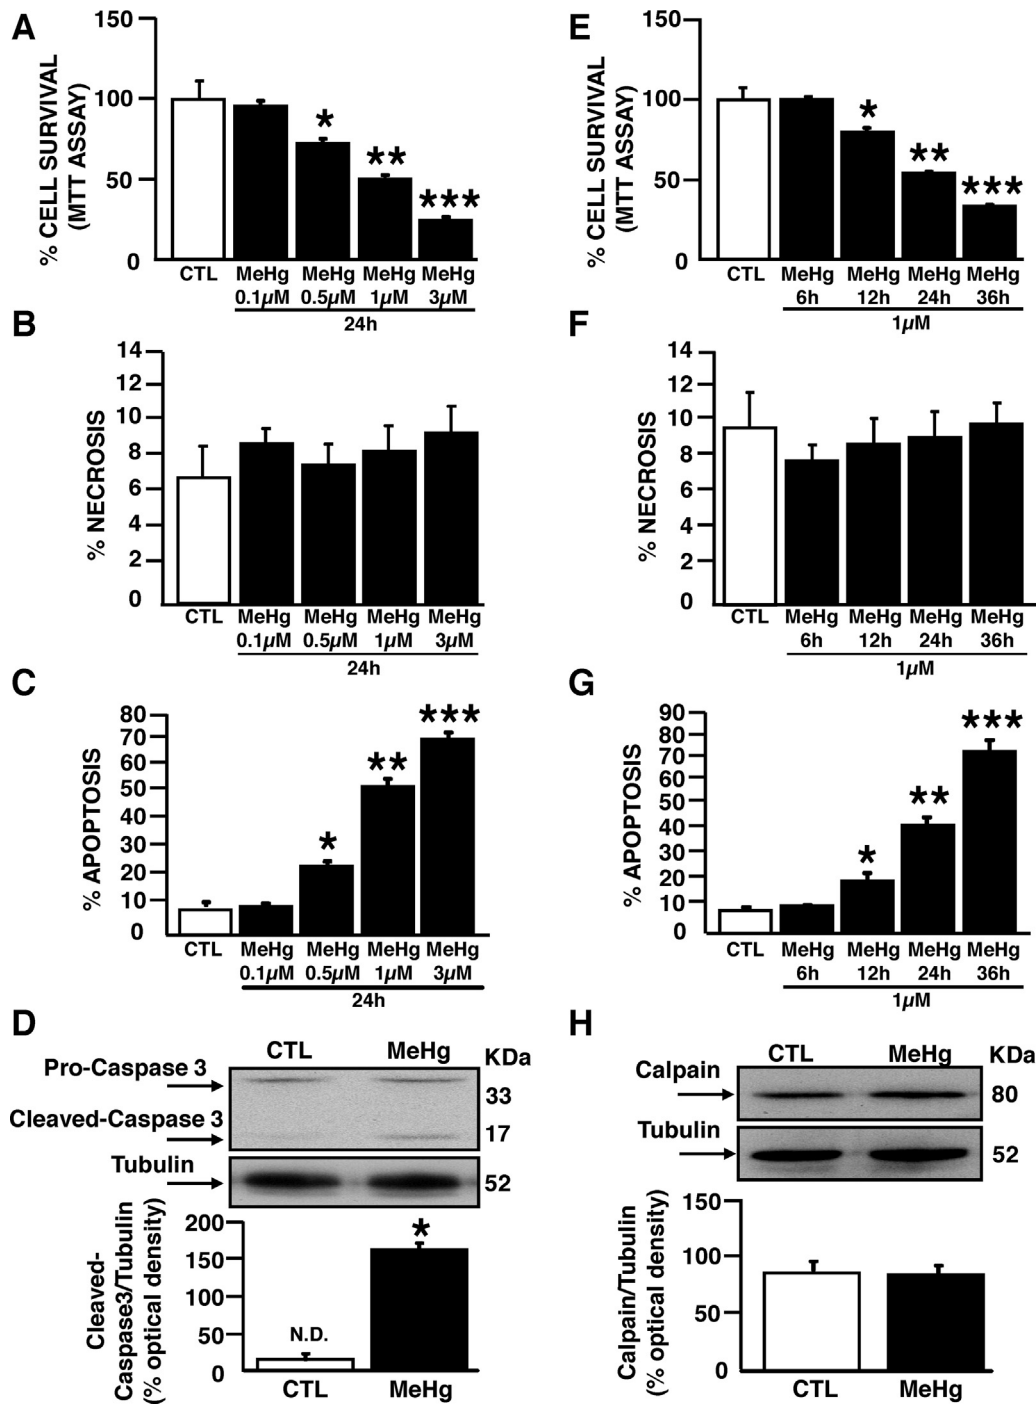 A
% CELL SURVIVAL
(MTT ASSAY)
150
100
50
0
* ** ***
CTL MeHg MeHg MeHg MeHg
0.1µM 0.5µM 1µM 3µM
24h
E
% CELL SURVIVAL
(MTT ASSAY)
150
100
50
0
* ** ***
CTL MeHg MeHg MeHg MeHg
6h 12h 24h 36h
1µM
B
% NECROSIS
14
12
10
8
6
4
2
0
CTL MeHg MeHg MeHg MeHg
0.1µM 0.5µM 1µM 3µM
24h
F
% NECROSIS
14
12
10
8
6
4
2
0
CTL MeHg MeHg MeHg MeHg
6h 12h 24h 36h
1µM
C
% APOPTOSIS
80
70
60
50
40
30
20
10
0
* ** ***
CTL MeHg MeHg MeHg MeHg
0.1µM 0.5µM 1µM 3µM
24h
G
% APOPTOSIS
90
80
70
60
50
40
30
20
10
0
* ** ***
CTL MeHg MeHg MeHg MeHg
6h 12h 24h 36h
1µM
D
CTL MeHg KDa
Pro-Caspase 3
33
Cleaved-Caspase 3
17
Tubulin
52
Cleaved-
Caspase3/Tubulin
(% optical density)
200
150
100
50
0
N.D.
*
CTL MeHg
H
CTL MeHg KDa
Calpain
80
Tubulin
52
Calpain/Tubulin
(% optical density)
150
100
50
0
CTL MeHg